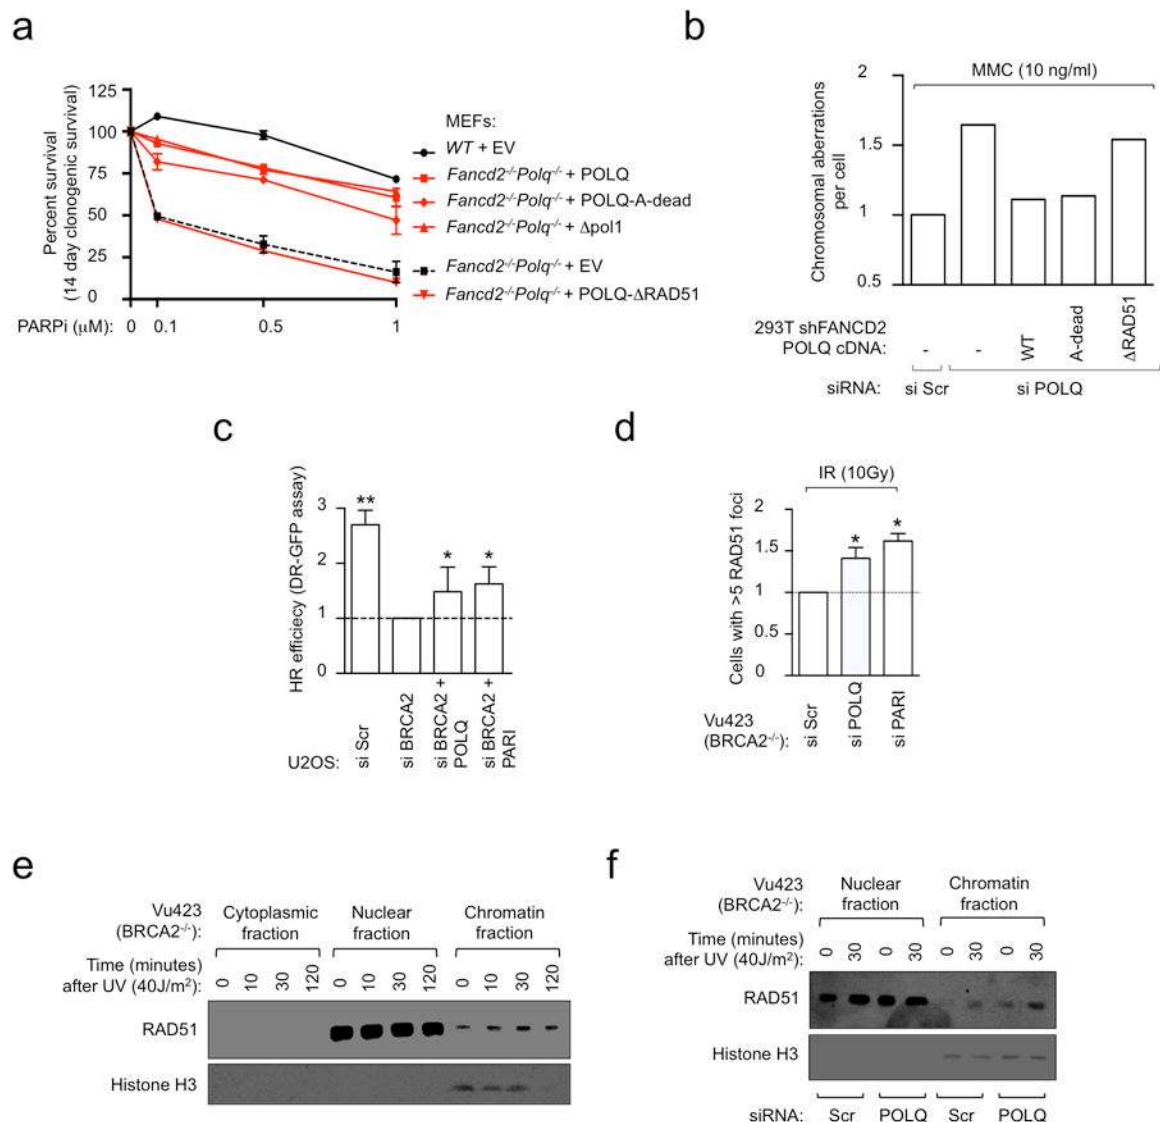 a
Percent survival
(14 day clonogenic survival)
125
100
75
50
25
0
PARPi (μM): 0 0.1 0.5 1
MEFs:
WT + EV
Fancd2-/-Polq-/- + POLQ
Fancd2-/-Polq-/- + POLQ-A-dead
Fancd2-/-Polq-/- + Δpol1
Fancd2-/-Polq-/- + EV
Fancd2-/-Polq-/- + POLQ-ΔRAD51
b
Chromosomal aberrations
per cell
MMC (10 ng/ml)
2
1.5
1
0.5
293T shFANCD2
POLQ cDNA: - - WT A-dead ΔRAD51
siRNA: si Scr si POLQ
c
HR efficiecy (DR-GFP assay)
3
2
1
0
** * *
U2OS: si Scr si BRCA2 si BRCA2 + POLQ si BRCA2 + PARI
d
Cells with >5 RAD51 foci
IR (10Gy)
2
1.5
1
0.5
0
* *
Vu423
(BRCA2-/-): si Scr si POLQ si PARI
e
Vu423
(BRCA2-/-):
Cytoplasmic fraction Nuclear fraction Chromatin fraction
Time (minutes)
after UV (40J/m2): 0 10 30 120 0 10 30 120 0 10 30 120
RAD51
Histone H3
f
Vu423
(BRCA2-/-):
Nuclear fraction Chromatin fraction
Time (minutes)
after UV (40J/m2): 0 30 0 30 0 30 0 30
RAD51
Histone H3
siRNA: Scr POLQ Scr POLQ